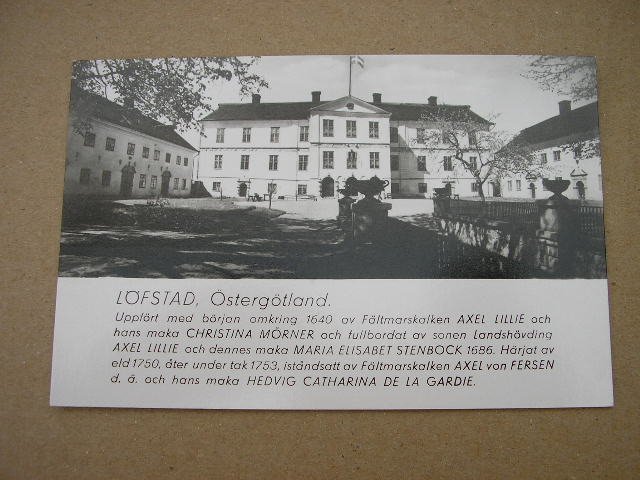 LÖFSTAD, Östergötland.
Uppfört med början omkring 1640 av Fältmarskalken AXEL LILLIE och
hans maka CHRISTINA MÖRNER och fullbordat av sonen Landshövding
AXEL LILLIE och dennes maka MARIA ELISABET STENBOCK 1686. Härjat av
eld 1750, åter under tak 1753, iståndsatt av Fältmarskalken AXEL von FERSEN
d. ä. och hans maka HEDVIG CATHARINA DE LA GARDIE.